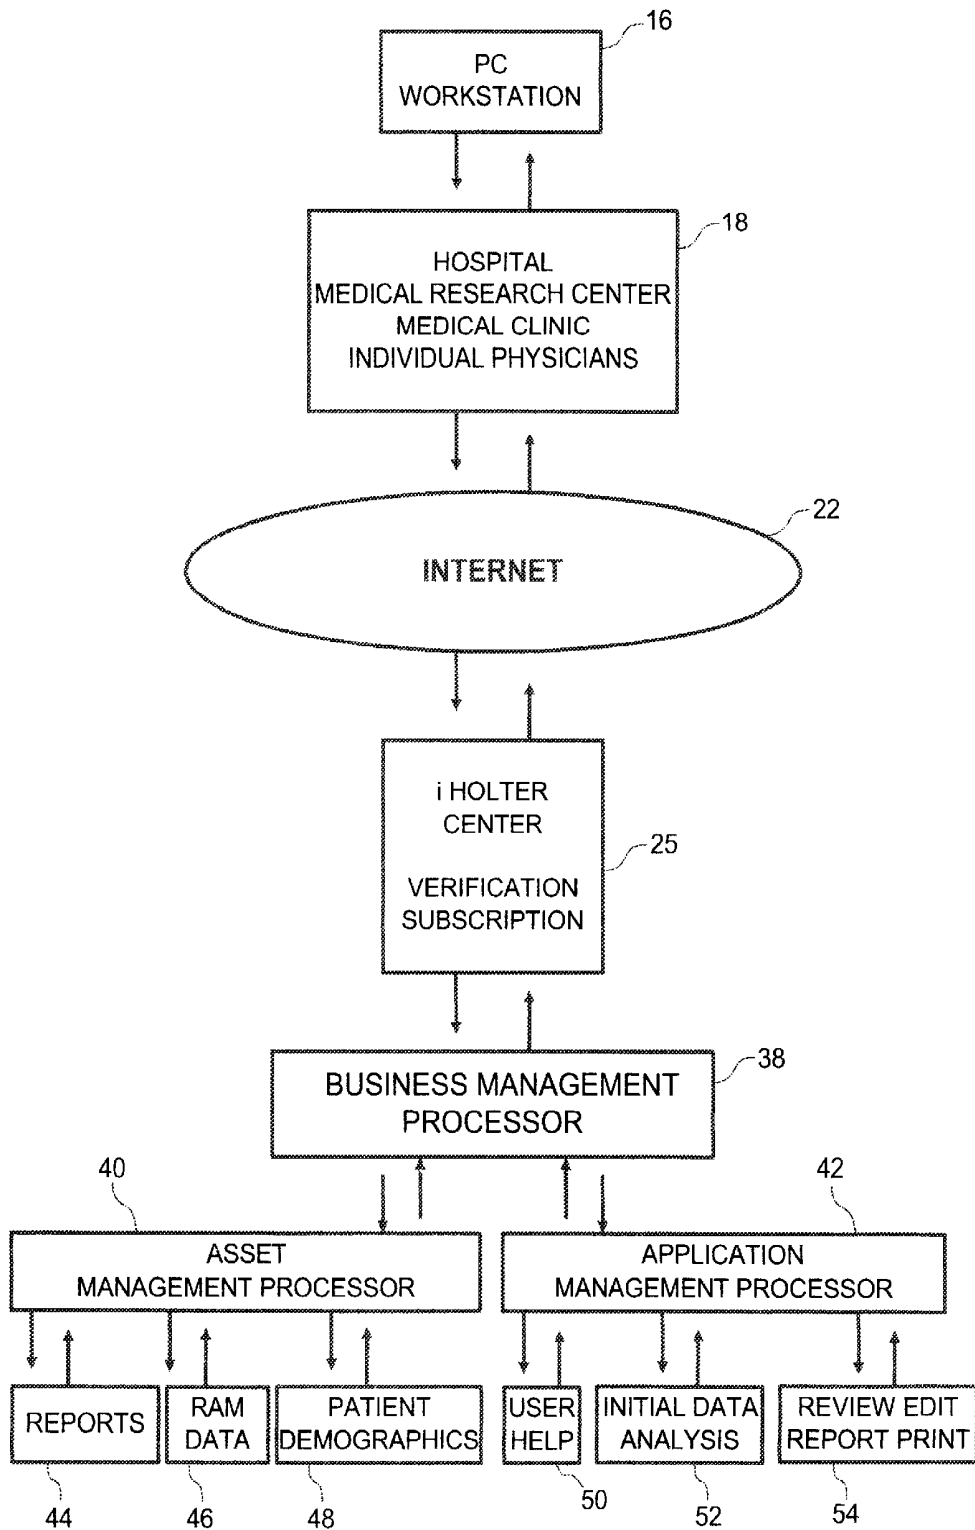 16
PC
WORKSTATION
18
HOSPITAL
MEDICAL RESEARCH CENTER
MEDICAL CLINIC
INDIVIDUAL PHYSICIANS
22
INTERNET
i HOLTER
CENTER
25
VERIFICATION
SUBSCRIPTION
38
BUSINESS MANAGEMENT
PROCESSOR
40
42
ASSET
MANAGEMENT PROCESSOR
APPLICATION
MANAGEMENT PROCESSOR
REPORTS
RAM
DATA
PATIENT
DEMOGRAPHICS
USER
HELP
INITIAL DATA
ANALYSIS
REVIEW EDIT
REPORT PRINT
44
46
48
50
52
54